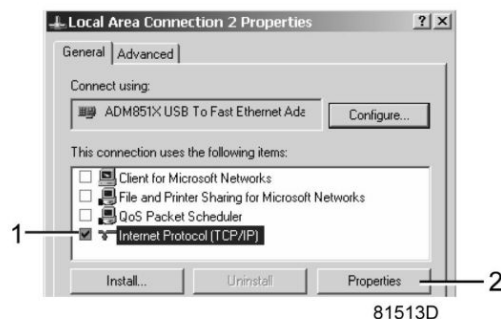 Local Area Connection 2 Properties
General Advanced
Connect using:
ADM851X USB To Fast Ethernet Ada
Configure...
This connection uses the following items:
Client for Microsoft Networks
File and Printer Sharing for Microsoft Networks
QoS Packet Scheduler
1 Internet Protocol (TCP/IP)
Install... Uninstall Properties 2
81513D